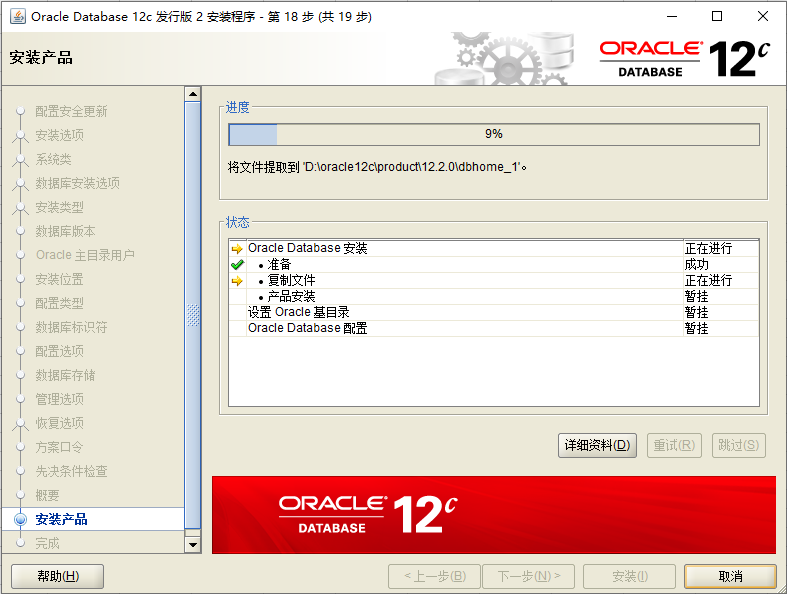 Oracle Database 12c 发行版 2 安装程序 - 第 18 步 (共 19 步)
安装产品
ORACLE
DATABASE
12c
配置安全更新
安装选项
系统类
数据库安装选项
安装类型
数据库版本
Oracle 主目录用户
安装位置
配置类型
数据库标识符
配置选项
数据库存储
管理选项
恢复选项
方案口令
先决条件检查
概要
安装产品
完成
进度
9%
将文件提取到 'D:\oracle12c\product\12.2.0\dbhome_1'。
状态
Oracle Database 安装 正在进行
• 准备 成功
• 复制文件 正在进行
• 产品安装 暂挂
设置 Oracle 基目录 暂挂
Oracle Database 配置 暂挂
详细资料(D) 重试(R) 跳过(S)
ORACLE
DATABASE
12c
帮助(H) < 上一步(B) 下一步(N) > 安装(I) 取消